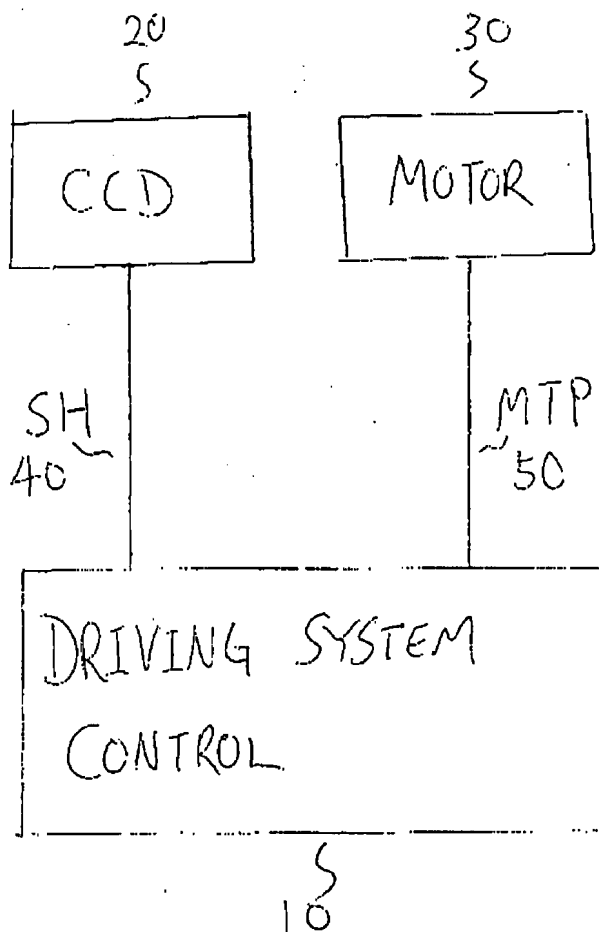 20 30
S S
CCD MOTOR
SH MTP
40 50
DRIVING SYSTEM
CONTROL
S
10